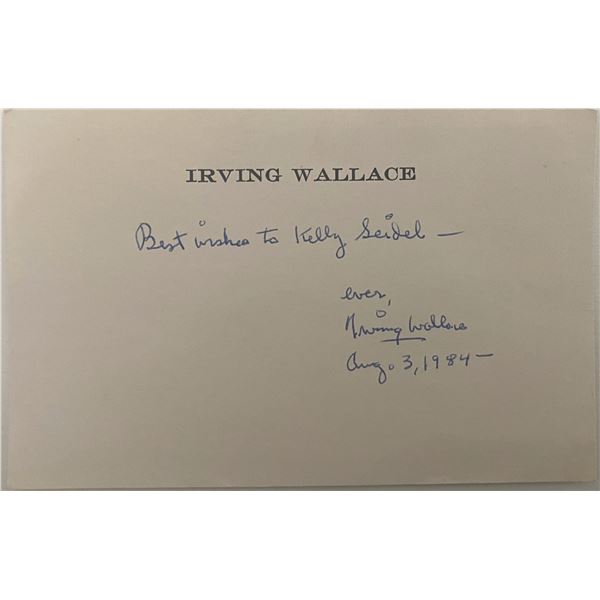 IRVING WALLACE
Best wishes to Kelly Seidel —
ever,
Irving Wallace
Aug. 3, 1984 —